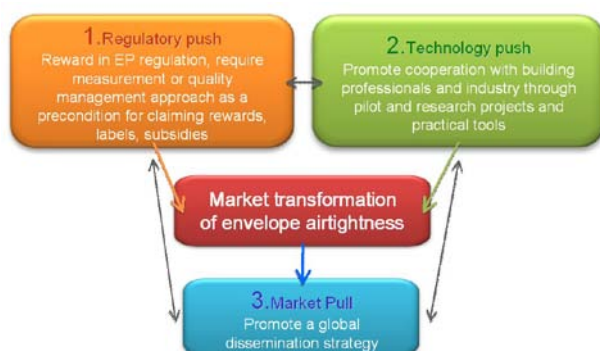 1.Regulatory push
Reward in EP regulation, require
measurement or quality
management approach as a
precondition for claiming rewards,
labels, subsidies
2.Technology push
Promote cooperation with building
professionals and industry through
pilot and research projects and
practical tools
Market transformation
of envelope airtightness
3.Market Pull
Promote a global
dissemination strategy